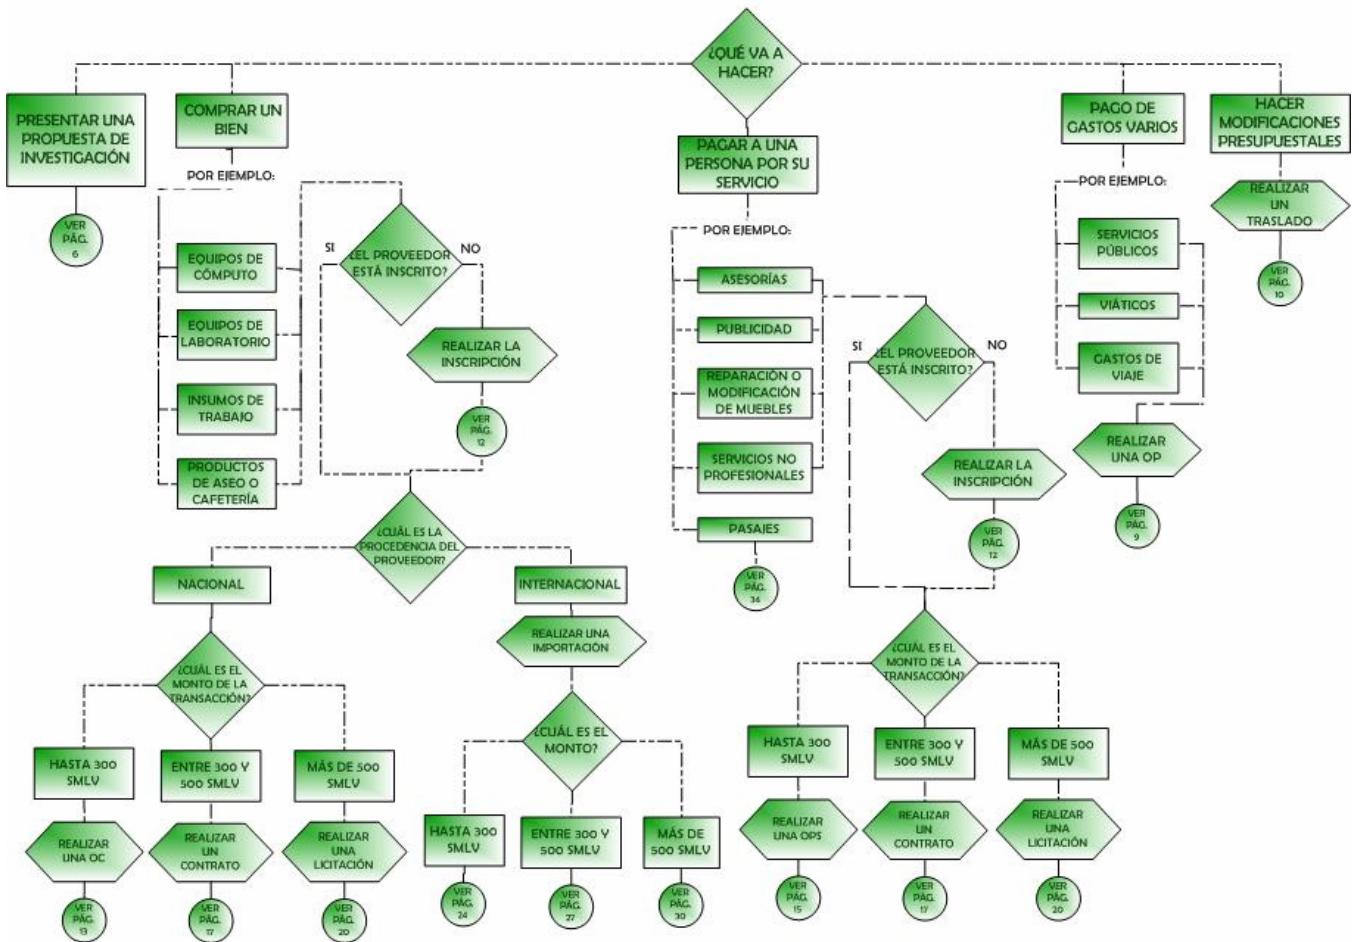 ¿QUÉ VA A
HACER?
PRESENTAR UNA
PROPUESTA DE
INVESTIGACIÓN
VER
PÁG.
6
COMPRAR UN
BIEN
POR EJEMPLO:
EQUIPOS DE
CÓMPUTO
EQUIPOS DE
LABORATORIO
INSUMOS DE
TRABAJO
PRODUCTOS
DE ASEO O
CAFETERÍA
SI
¿EL PROVEEDOR
ESTÁ INSCRITO?
NO
REALIZAR LA
INSCRIPCIÓN
VER
PÁG.
12
¿CUÁL ES LA
PROCEDENCIA DEL
PROVEEDOR?
NACIONAL
¿CUÁL ES EL
MONTO DE LA
TRANSACCIÓN?
HASTA 300
SMLV
REALIZAR
UNA OC
VER
PÁG.
13
ENTRE 300 Y
500 SMLV
REALIZAR
UN
CONTRATO
VER
PÁG.
17
MÁS DE 500
SMLV
REALIZAR
UNA
LICITACIÓN
VER
PÁG.
20
INTERNACIONAL
REALIZAR UNA
IMPORTACIÓN
¿CUÁL ES EL
MONTO?
HASTA 300
SMLV
VER
PÁG.
24
ENTRE 300 Y
500 SMLV
VER
PÁG.
27
MÁS DE
500 SMLV
VER
PÁG.
30
PAGAR A UNA
PERSONA POR SU
SERVICIO
POR EJEMPLO:
ASESORÍAS
PUBLICIDAD
REPARACIÓN O
MODIFICACIÓN
DE MUEBLES
SERVICIOS NO
PROFESIONALES
PASAJES
VER
PÁG.
36
SI
¿EL PROVEEDOR
ESTÁ INSCRITO?
NO
REALIZAR LA
INSCRIPCIÓN
VER
PÁG.
12
¿CUÁL ES EL
MONTO DE LA
TRANSACCIÓN?
HASTA 300
SMLV
REALIZAR
UNA OPS
VER
PÁG.
15
ENTRE 300 Y
500 SMLV
REALIZAR
UN
CONTRATO
VER
PÁG.
17
MÁS DE 500
SMLV
REALIZAR
UNA
LICITACIÓN
VER
PÁG.
20
PAGO DE
GASTOS VARIOS
POR EJEMPLO:
SERVICIOS
PÚBLICOS
VIÁTICOS
GASTOS DE
VIAJE
REALIZAR
UNA OP
VER
PÁG.
9
HACER
MODIFICACIONES
PRESUPUESTALES
REALIZAR
UN
TRASLADO
VER
PÁG.
10